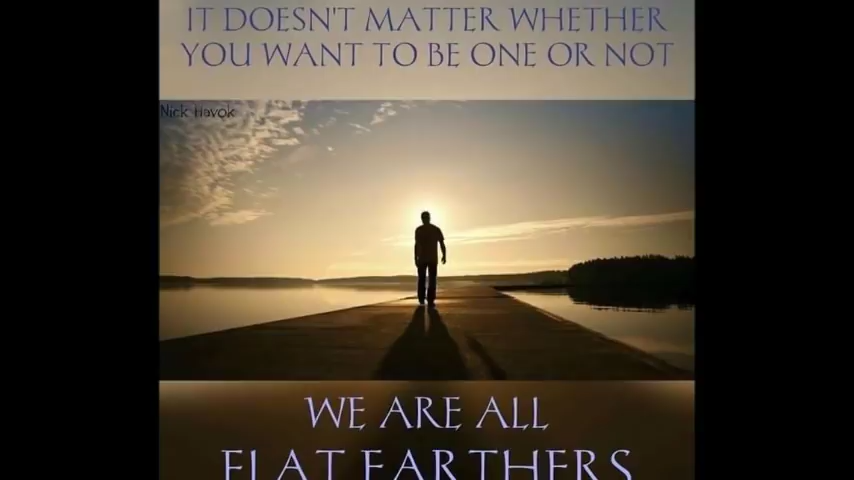 IT DOESN'T MATTER WHETHER
YOU WANT TO BE ONE OR NOT
Nick Havok
WE ARE ALL
FLAT EARTHERS